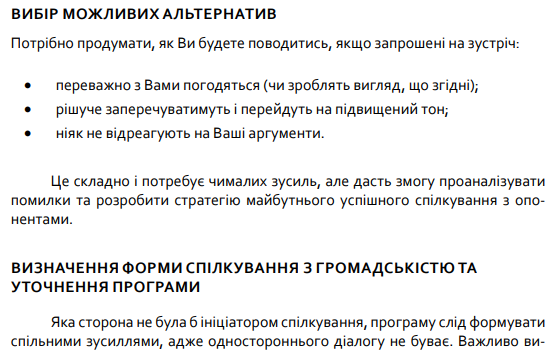 ВИБІР МОЖЛИВИХ АЛЬТЕРНАТИВ
Потрібно продумати, як Ви будете поводитись, якщо запрошені на зустріч:
• переважно з Вами погодяться (чи зроблять вигляд, що згідні);
• рішуче заперечуватимуть і перейдуть на підвищений тон;
• ніяк не відреагують на Ваші аргументи.
Це складно і потребує чималих зусиль, але дасть змогу проаналізувати
помилки та розробити стратегію майбутнього успішного спілкування з опо-
нентами.
ВИЗНАЧЕННЯ ФОРМИ СПІЛКУВАННЯ З ГРОМАДСЬКІСТЮ ТА
УТОЧНЕННЯ ПРОГРАМИ
Яка сторона не була б ініціатором спілкування, програму слід формувати
спільними зусиллями, адже одностороннього діалогу не буває. Важливо ви-